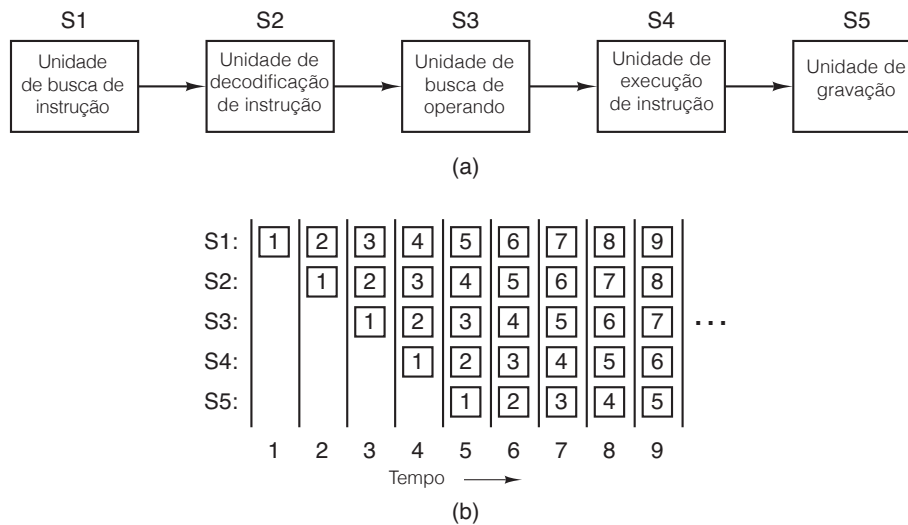 S1 S2 S3 S4 S5
Unidade de busca de instrução
Unidade de decodificação de instrução
Unidade de busca de operando
Unidade de execução de instrução
Unidade de gravação
(a)
S1: 1 2 3 4 5 6 7 8 9
S2: 1 2 3 4 5 6 7 8
S3: 1 2 3 4 5 6 7 ...
S4: 1 2 3 4 5 6
S5: 1 2 3 4 5
1 2 3 4 5 6 7 8 9
Tempo
(b)